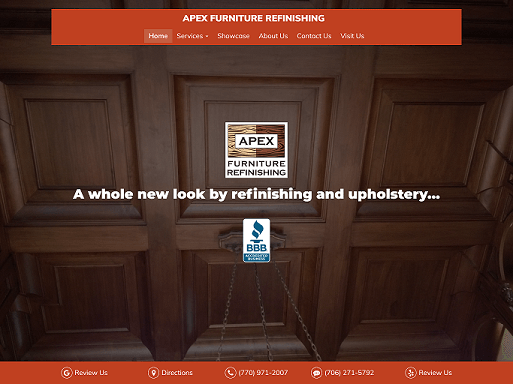 APEX FURNITURE REFINISHING
Home Services Showcase About Us Contact Us Visit Us
APEX
FURNITURE
REFINISHING
A whole new look by refinishing and upholstery...
BBB
ACCREDITED
BUSINESS
Review Us Directions (770) 971-2007 (706) 271-5792 Review Us